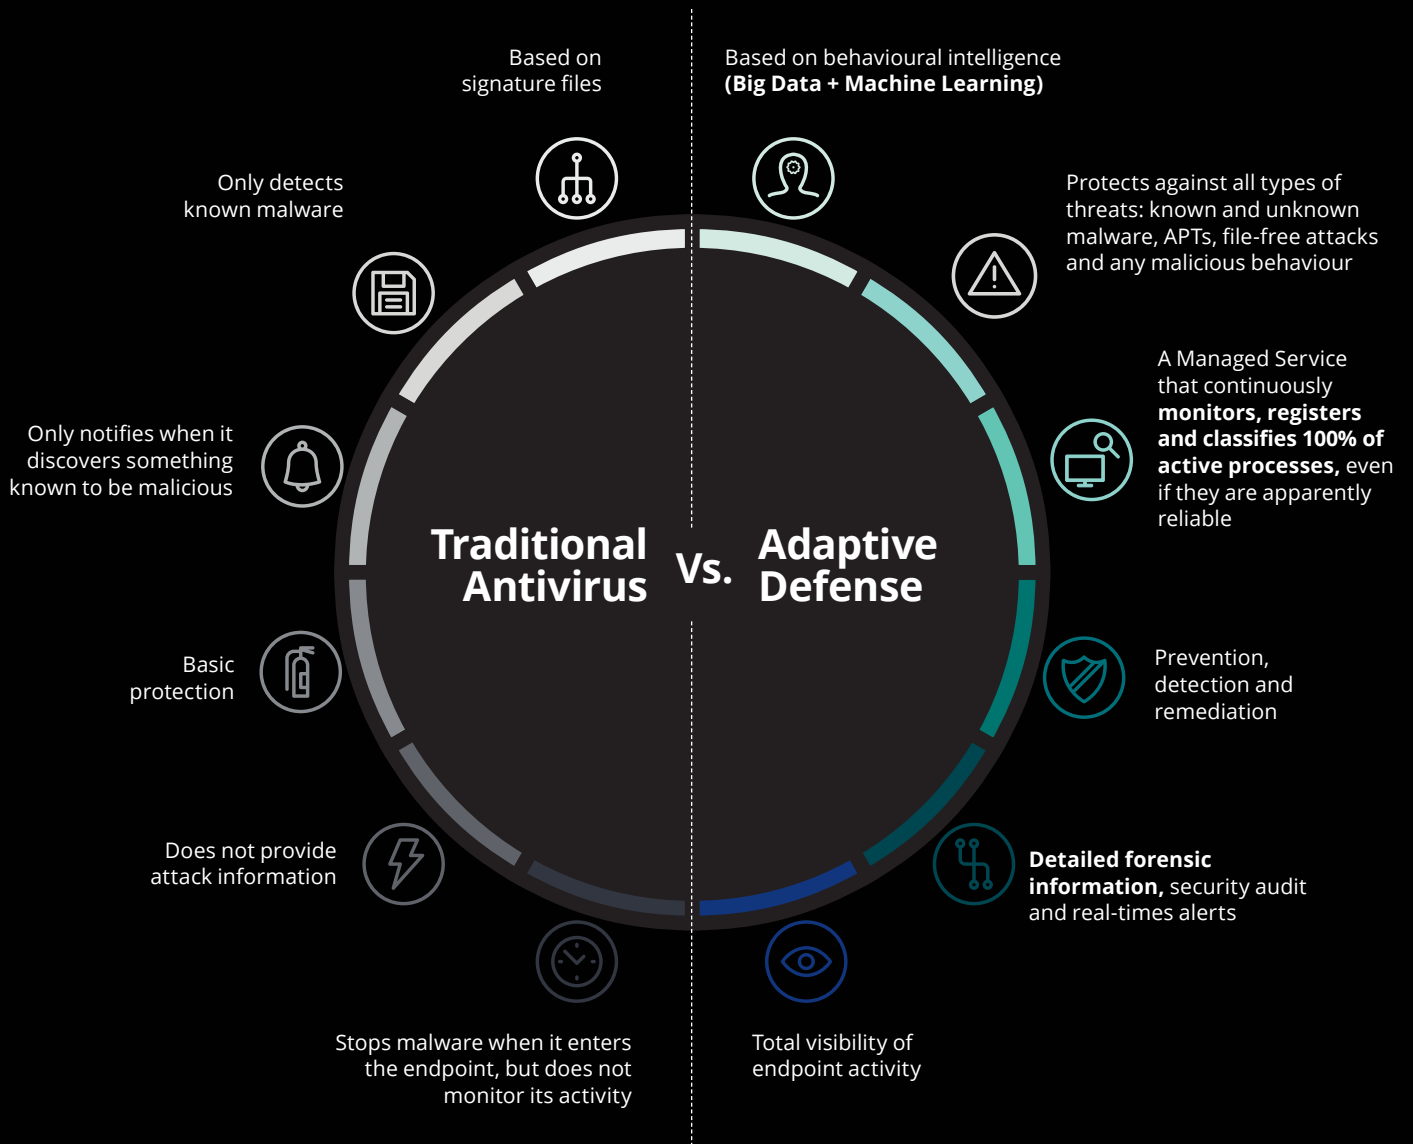 Based on
signature files
Based on behavioural intelligence
(Big Data + Machine Learning)
Only detects
known malware
Protects against all types of
threats: known and unknown
malware, APTs, file-free attacks
and any malicious behaviour
Only notifies when it
discovers something
known to be malicious
A Managed Service
that continuously
monitors, registers
and classifies 100% of
active processes, even
if they are apparently
reliable
Traditional
Antivirus
Vs.
Adaptive
Defense
Basic
protection
Prevention,
detection and
remediation
Does not provide
attack information
Detailed forensic
information, security audit
and real-times alerts
Stops malware when it enters
the endpoint, but does not
monitor its activity
Total visibility of
endpoint activity